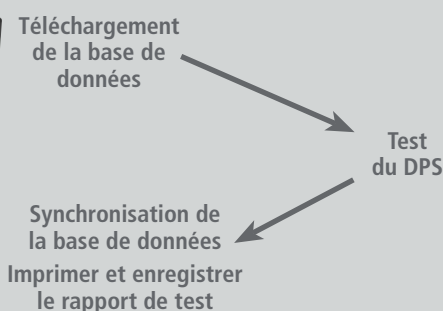 Téléchargement
de la base de
données
Test
du DPS
Synchronisation de
la base de données
Imprimer et enregistrer
le rapport de test